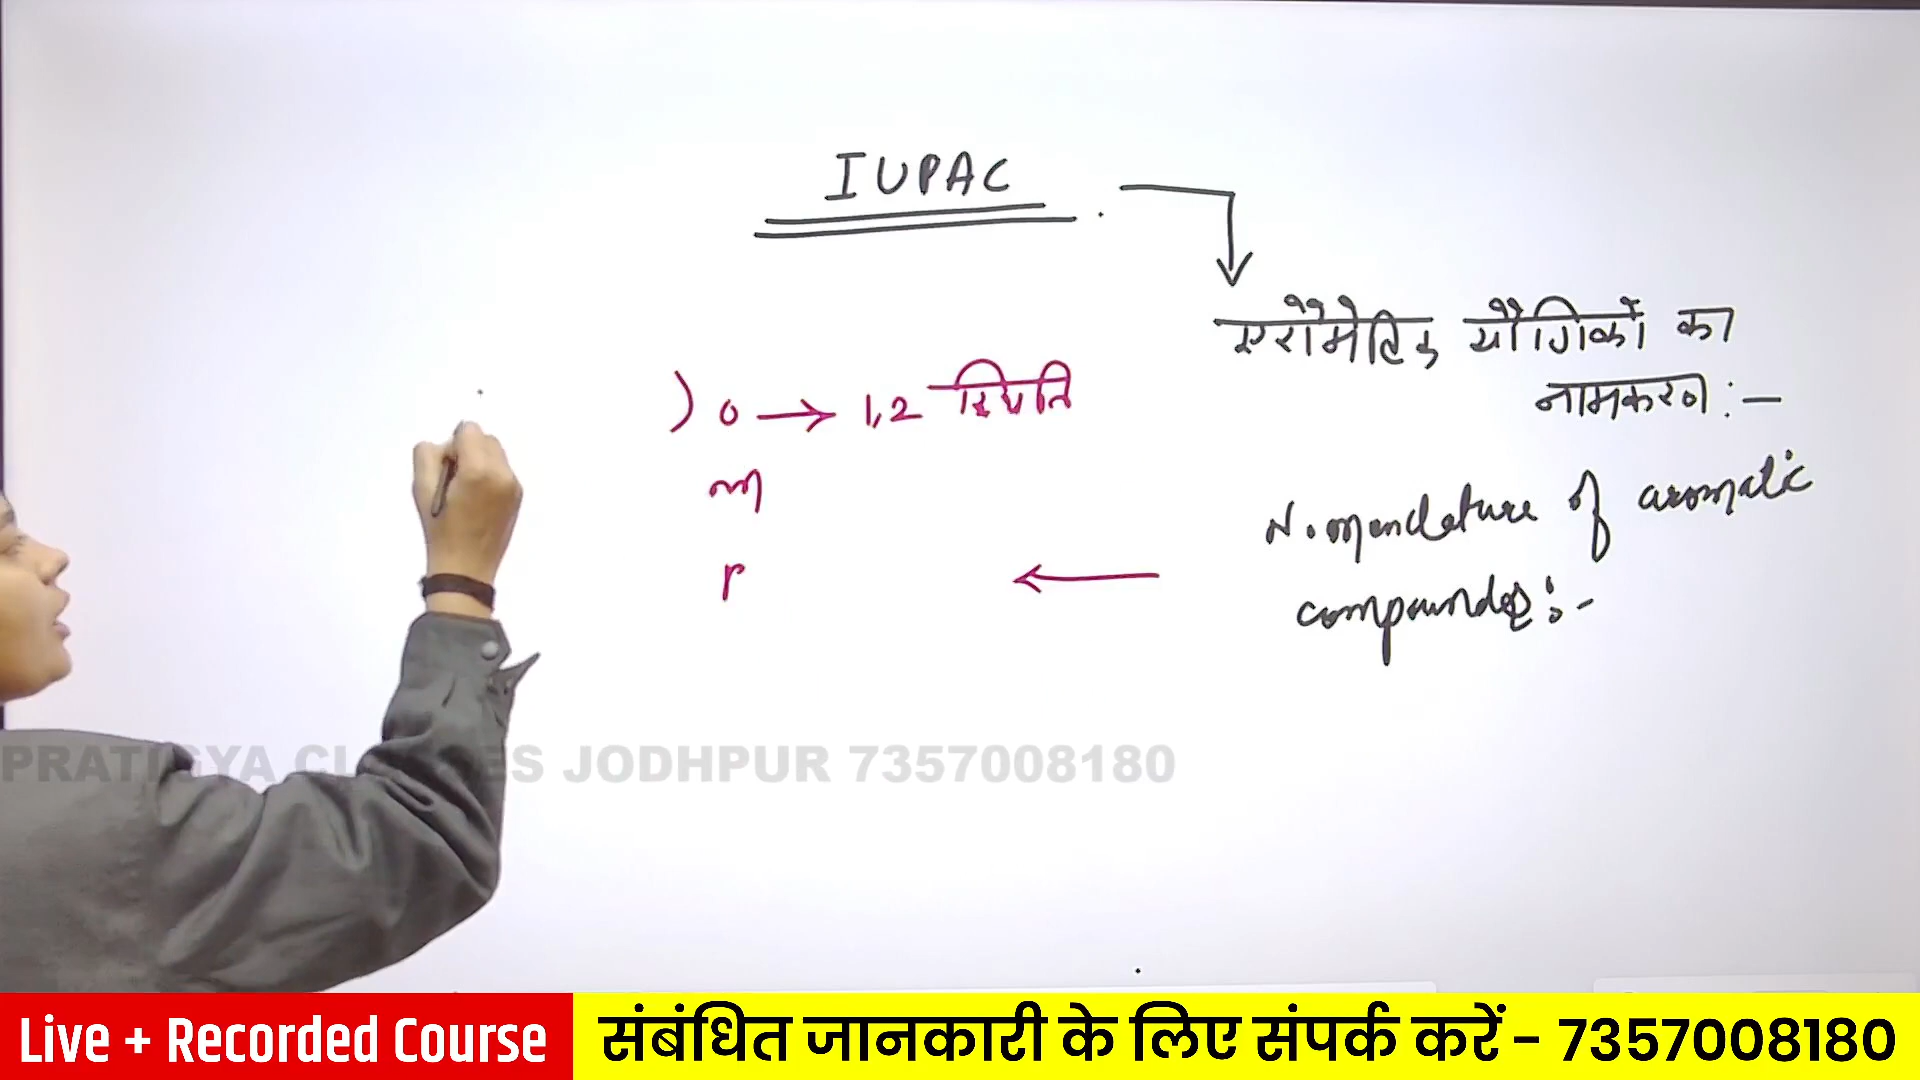 IUPAC
एरोमैटिक यौगिकों का
नामकरण :-
) o → 1,2 स्थिति
m
p
←
Nomenclature of aromatic
compounds :-
PRATIGYA CLASSES JODHPUR 7357008180
Live + Recorded Course
संबंधित जानकारी के लिए संपर्क करें - 7357008180